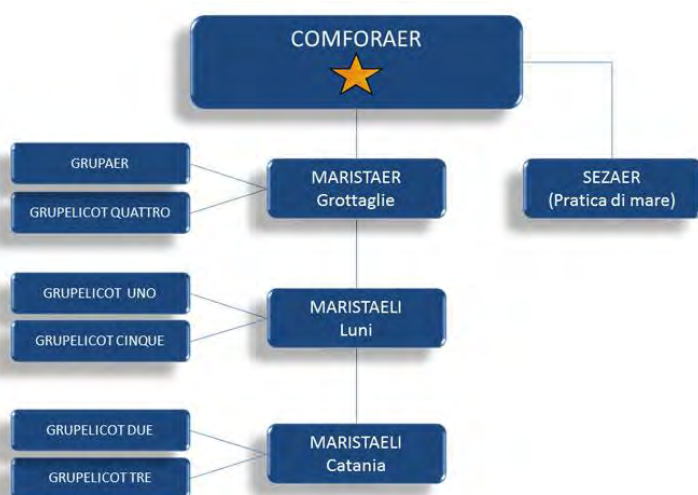 COMFORAER
GRUPAER
GRUPELICOT QUATTRO
MARISTAER
Grottaglie
SEZAER
(Pratica di mare)
GRUPELICOT UNO
GRUPELICOT CINQUE
MARISTAELI
Luni
GRUPELICOT DUE
GRUPELICOT TRE
MARISTAELI
Catania